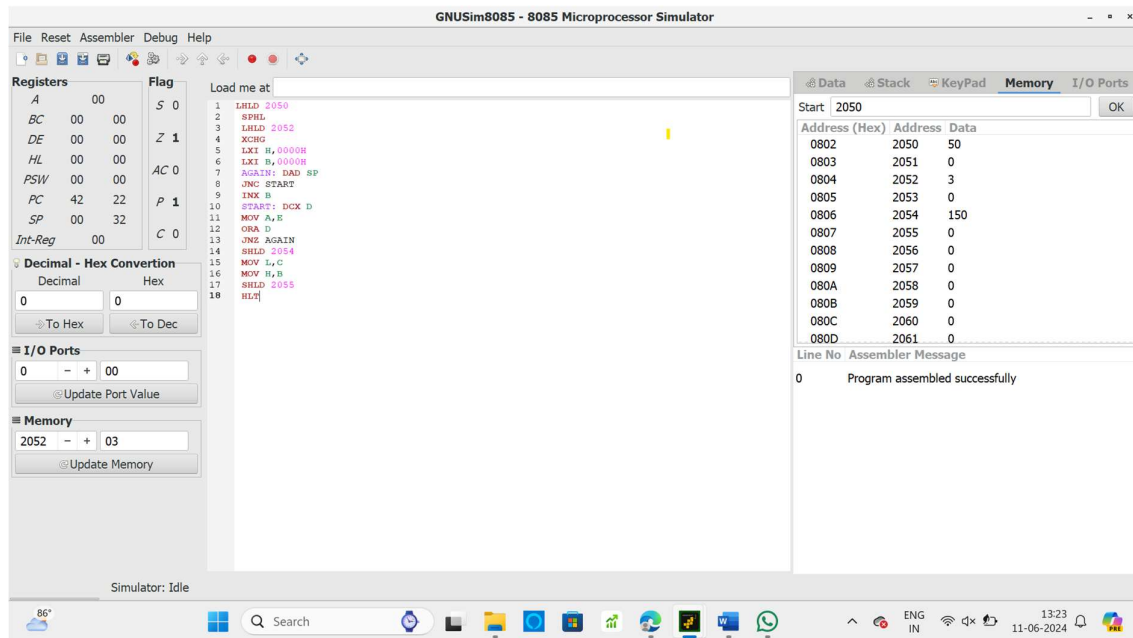 GNUSim8085 - 8085 Microprocessor Simulator
File Reset Assembler Debug Help
Registers
A 00
BC 00 00
DE 00 00
HL 00 00
PSW 00 00
PC 42 22
SP 00 32
Int-Reg 00
Flag
S 0
Z 1
AC 0
P 1
C 0
Decimal - Hex Convertion
Decimal Hex
0 0
To Hex To Dec
I/O Ports
0 - + 00
Update Port Value
Memory
2052 - + 03
Update Memory
Load me at
1 LHLD 2050
2 SPHL
3 LHLD 2052
4 XCHG
5 LXI H,0000H
6 LXI B,0000H
7 AGAIN: DAD SP
8 JNC START
9 INX B
10 START: DCX D
11 MOV A,E
12 ORA D
13 JNZ AGAIN
14 SHLD 2054
15 MOV L,C
16 MOV H,B
17 SHLD 2055
18 HLT
Data Stack KeyPad Memory I/O Ports
Start 2050 OK
Address (Hex) Address Data
0802 2050 50
0803 2051 0
0804 2052 3
0805 2053 0
0806 2054 150
0807 2055 0
0808 2056 0
0809 2057 0
080A 2058 0
080B 2059 0
080C 2060 0
080D 2061 0
Line No Assembler Message
0 Program assembled successfully
Simulator: Idle
86°
Search
ENG
IN
13:23
11-06-2024
PRE